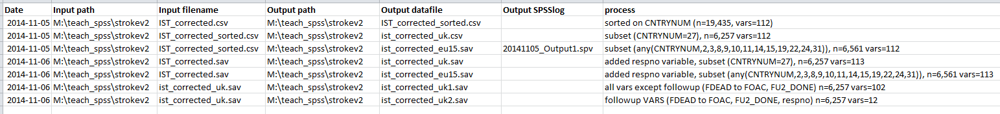 Date Input path Input filename Output path Output datafile Output SPSSlog process
2014-11-05 M:\teach_spss\strokev2 IST_corrected.csv M:\teach_spss\strokev2 IST_corrected_sorted.csv sorted on CNTRYNUM (n=19,435, vars=112)
2014-11-05 M:\teach_spss\strokev2 IST_corrected_sorted.csv M:\teach_spss\strokev2 ist_corrected_uk.csv subset (CNTRYNUM=27), n=6,257 vars=112
2014-11-05 M:\teach_spss\strokev2 IST_corrected_sorted.csv M:\teach_spss\strokev2 ist_corrected_eu15.sav 20141105_Output1.spv subset (any(CNTRYNUM,2,3,8,9,10,11,14,15,19,22,24,31)), n=6,561 vars=112
2014-11-06 M:\teach_spss\strokev2 IST_corrected.sav M:\teach_spss\strokev2 ist_corrected_uk.sav added respno variable, subset (CNTRYNUM=27), n=6,257 vars=113
2014-11-06 M:\teach_spss\strokev2 IST_corrected.sav M:\teach_spss\strokev2 ist_corrected_eu15.sav added respno variable, subset (any(CNTRYNUM,2,3,8,9,10,11,14,15,19,22,24,31)), n=6,561 vars=113
2014-11-06 M:\teach_spss\strokev2 ist_corrected_uk.sav M:\teach_spss\strokev2 ist_corrected_uk1.sav all vars except followup (FDEAD to FOAC, FU2_DONE) n=6,257 vars=102
2014-11-06 M:\teach_spss\strokev2 ist_corrected_uk.sav M:\teach_spss\strokev2 ist_corrected_uk2.sav followup VARS (FDEAD to FOAC, FU2_DONE, respno) n=6,257 vars=12